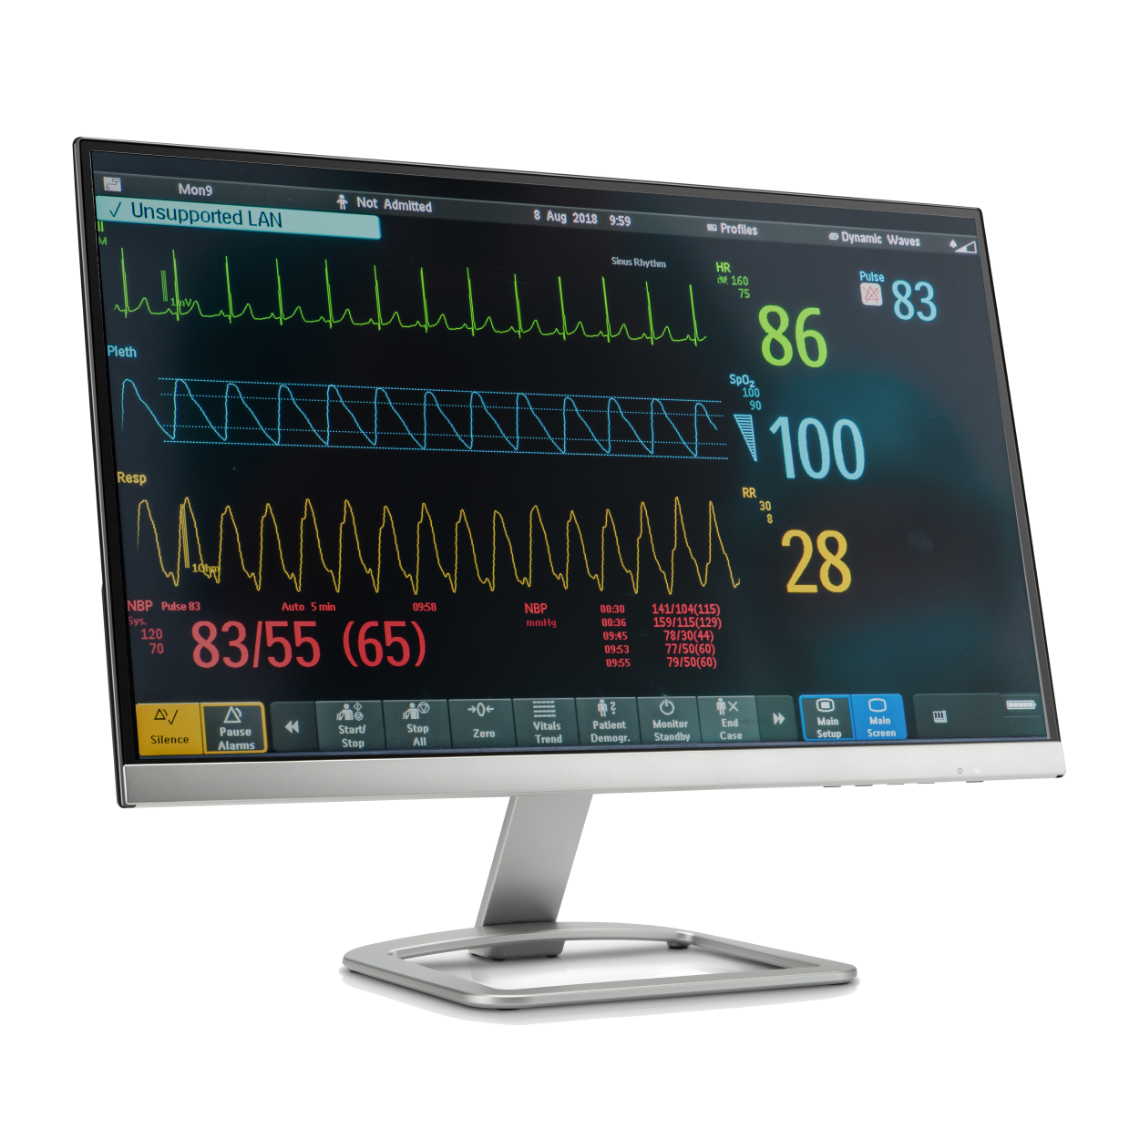 Mon9
Not Admitted
8 Aug 2018 9:59
Profiles
Dynamic Waves
✓ Unsupported LAN
M
1mV
Sinus Rhythm
HR
160
75
86
Pulse
83
Pleth
SpO₂
100
90
100
Resp
1Ohm
RR
30
8
28
NBP Pulse 83 Auto 5 min 09:58
Sys.
120
70
83/55 (65)
NBP
mmHg
00:30 141/104(115)
00:36 159/115(129)
09:45 78/30(44)
09:53 77/50(60)
09:55 79/50(60)
Silence
Pause
Alarms
Start/
Stop
Stop
All
Zero
Vitals
Trend
Patient
Demogr.
Monitor
Standby
End
Case
Main
Setup
Main
Screen